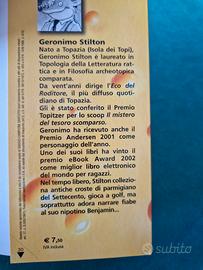 Geronimo Stilton
Nato a Topazia (Isola dei Topi),
Geronimo Stilton è laureato in
Topologia della Letteratura rat-
tica e in Filosofia archeotopica
comparata.
Da vent'anni dirige l'Eco del
Roditore, il più diffuso quoti-
diano di Topazia.
Gli è stato conferito il Premio
Topitzer per lo scoop Il mistero
del tesoro scomparso.
Geronimo ha ricevuto anche il
Premio Andersen 2001 come
personaggio dell'anno.
Uno dei suoi libri ha vinto il
premio eBook Award 2002
come miglior libro elettronico
del mondo per ragazzi.
Nel tempo libero, Stilton collezio-
na antiche croste di parmigiano
del Settecento, gioca a golf, ma
soprattutto adora narrare fiabe
al suo nipotino Benjamin...
€ 7,50
IVA inclusa
subito